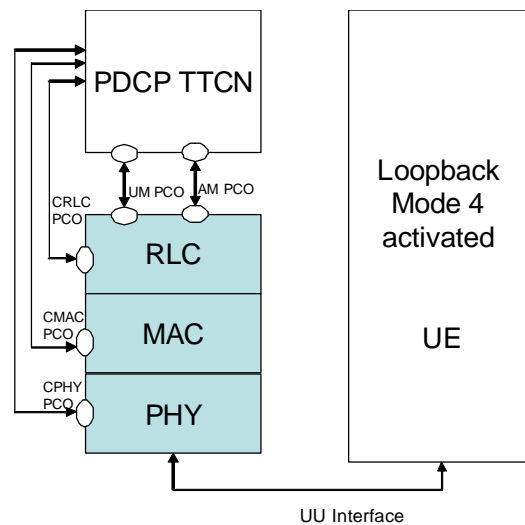 PDCP TTCN
UM PCO
AM PCO
CRLC
PCO
RLC
CMAC
PCO
MAC
CPHY
PCO
PHY
Loopback
Mode 4
activated
UE
UU Interface